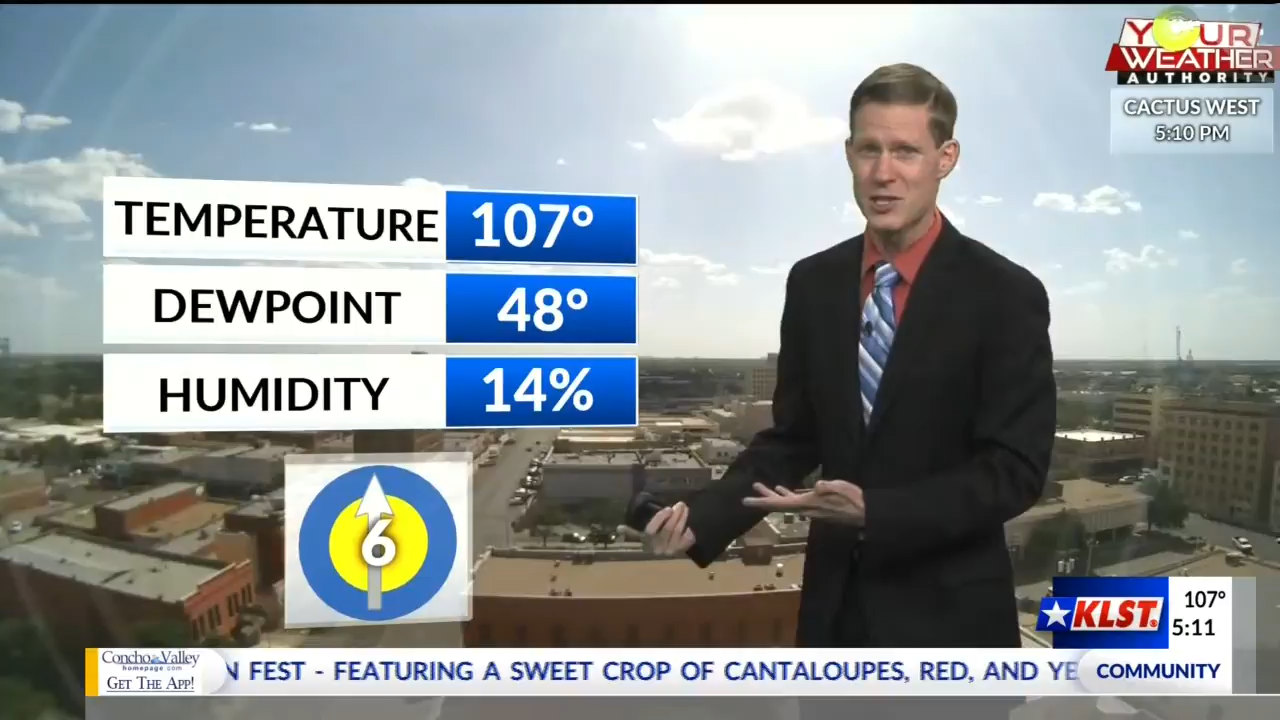 YOUR
WEATHER
AUTHORITY
CACTUS WEST
5:10 PM
TEMPERATURE 107°
DEWPOINT 48°
HUMIDITY 14%
6
KLST
107°
5:11
Concho Valley
homepage.com
GET THE APP!
FEST - FEATURING A SWEET CROP OF CANTALOUPES, RED, AND
COMMUNITY